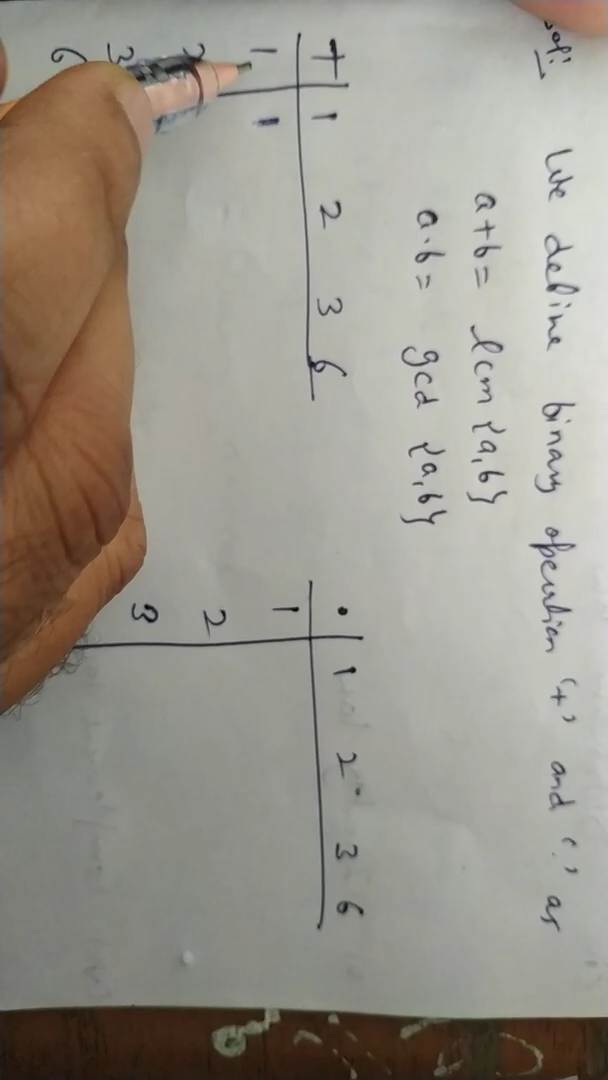 Sol:
We define binary operation '+' and '.' as
a+b = lcm {a,b}
a.b = gcd {a,b}
+ 1 2 3 6
1 1
2
3
6
. 1 2 3 6
1
2
3